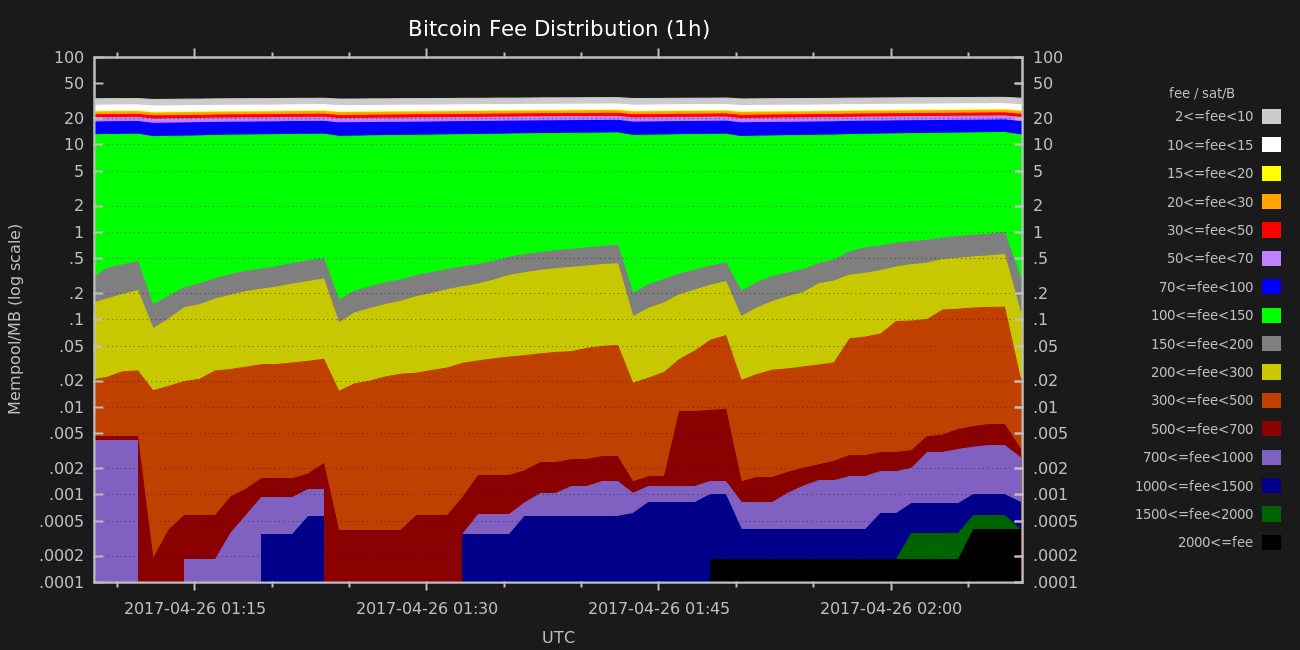 Bitcoin Fee Distribution (1h)
100 100
50 50
20 20
10 10
5 5
2 2
1 1
.5 .5
.2 .2
.1 .1
.05 .05
.02 .02
.01 .01
.005 .005
.002 .002
.001 .001
.0005 .0005
.0002 .0002
.0001 .0001
Mempool/MB (log scale)
2017-04-26 01:15 2017-04-26 01:30 2017-04-26 01:45 2017-04-26 02:00
UTC
fee / sat/B
2<=fee<10
10<=fee<15
15<=fee<20
20<=fee<30
30<=fee<50
50<=fee<70
70<=fee<100
100<=fee<150
150<=fee<200
200<=fee<300
300<=fee<500
500<=fee<700
700<=fee<1000
1000<=fee<1500
1500<=fee<2000
2000<=fee